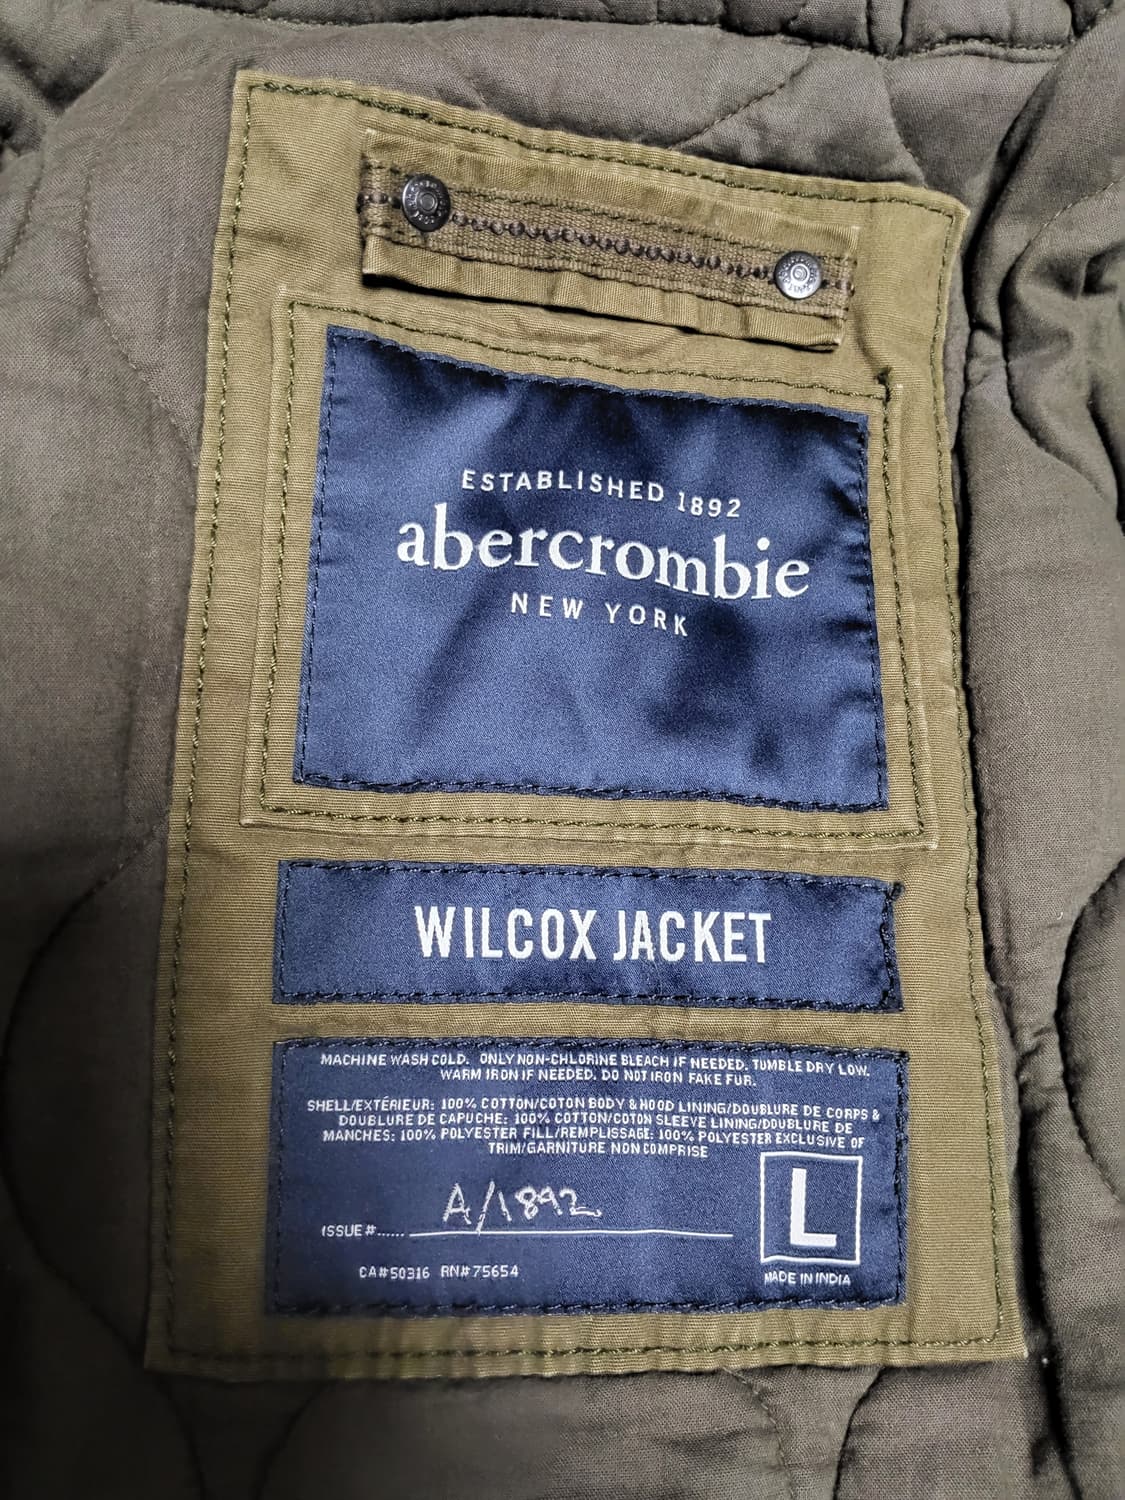 ESTABLISHED 1892
abercrombie
NEW YORK
WILCOX JACKET
MACHINE WASH COLD. ONLY NON-CHLORINE BLEACH IF NEEDED. TUMBLE DRY LOW.
WARM IRON IF NEEDED. DO NOT IRON FAKE FUR.
SHELL/EXTÉRIEUR: 100% COTTON/COTON BODY & HOOD LINING/DOUBLURE DE CORPS &
DOUBLURE DE CAPUCHE: 100% COTTON/COTON SLEEVE LINING/DOUBLURE DE
MANCHES: 100% POLYESTER FILL/REMPLISSAGE: 100% POLYESTER EXCLUSIVE OF
TRIM/GARNITURE NON COMPRISE
ISSUE #...... A/1892
L
CA#50316 RN#75654
MADE IN INDIA